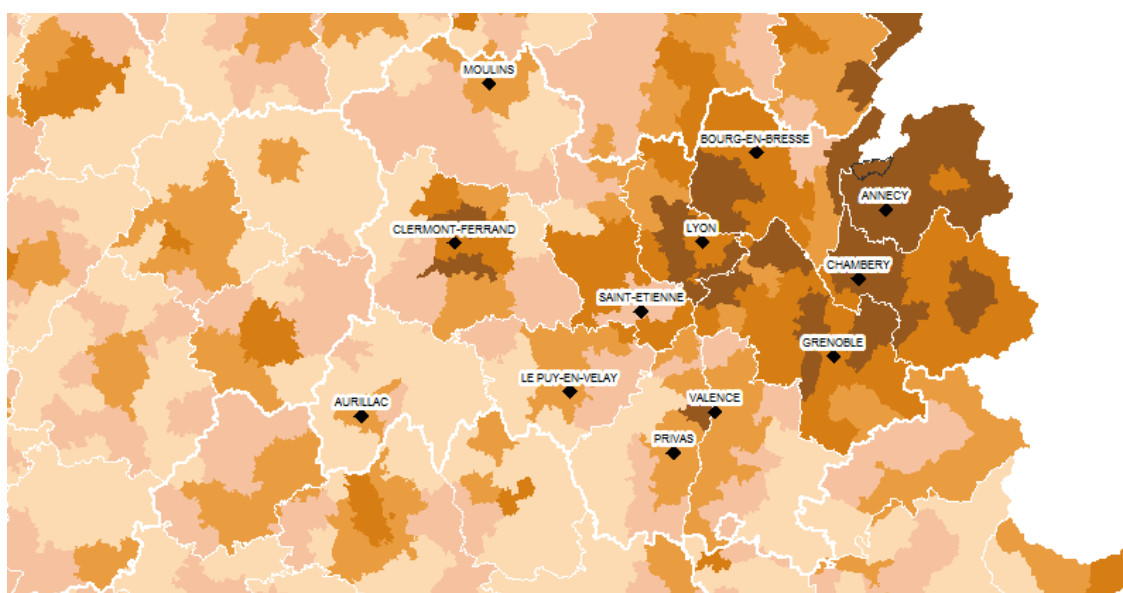 MOULINS
BOURG-EN-BRESSE
ANNECY
CLERMONT-FERRAND
LYON
CHAMBERY
SAINT-ETIENNE
GRENOBLE
LE PUY-EN-VELAY
AURILLAC
VALENCE
PRIVAS